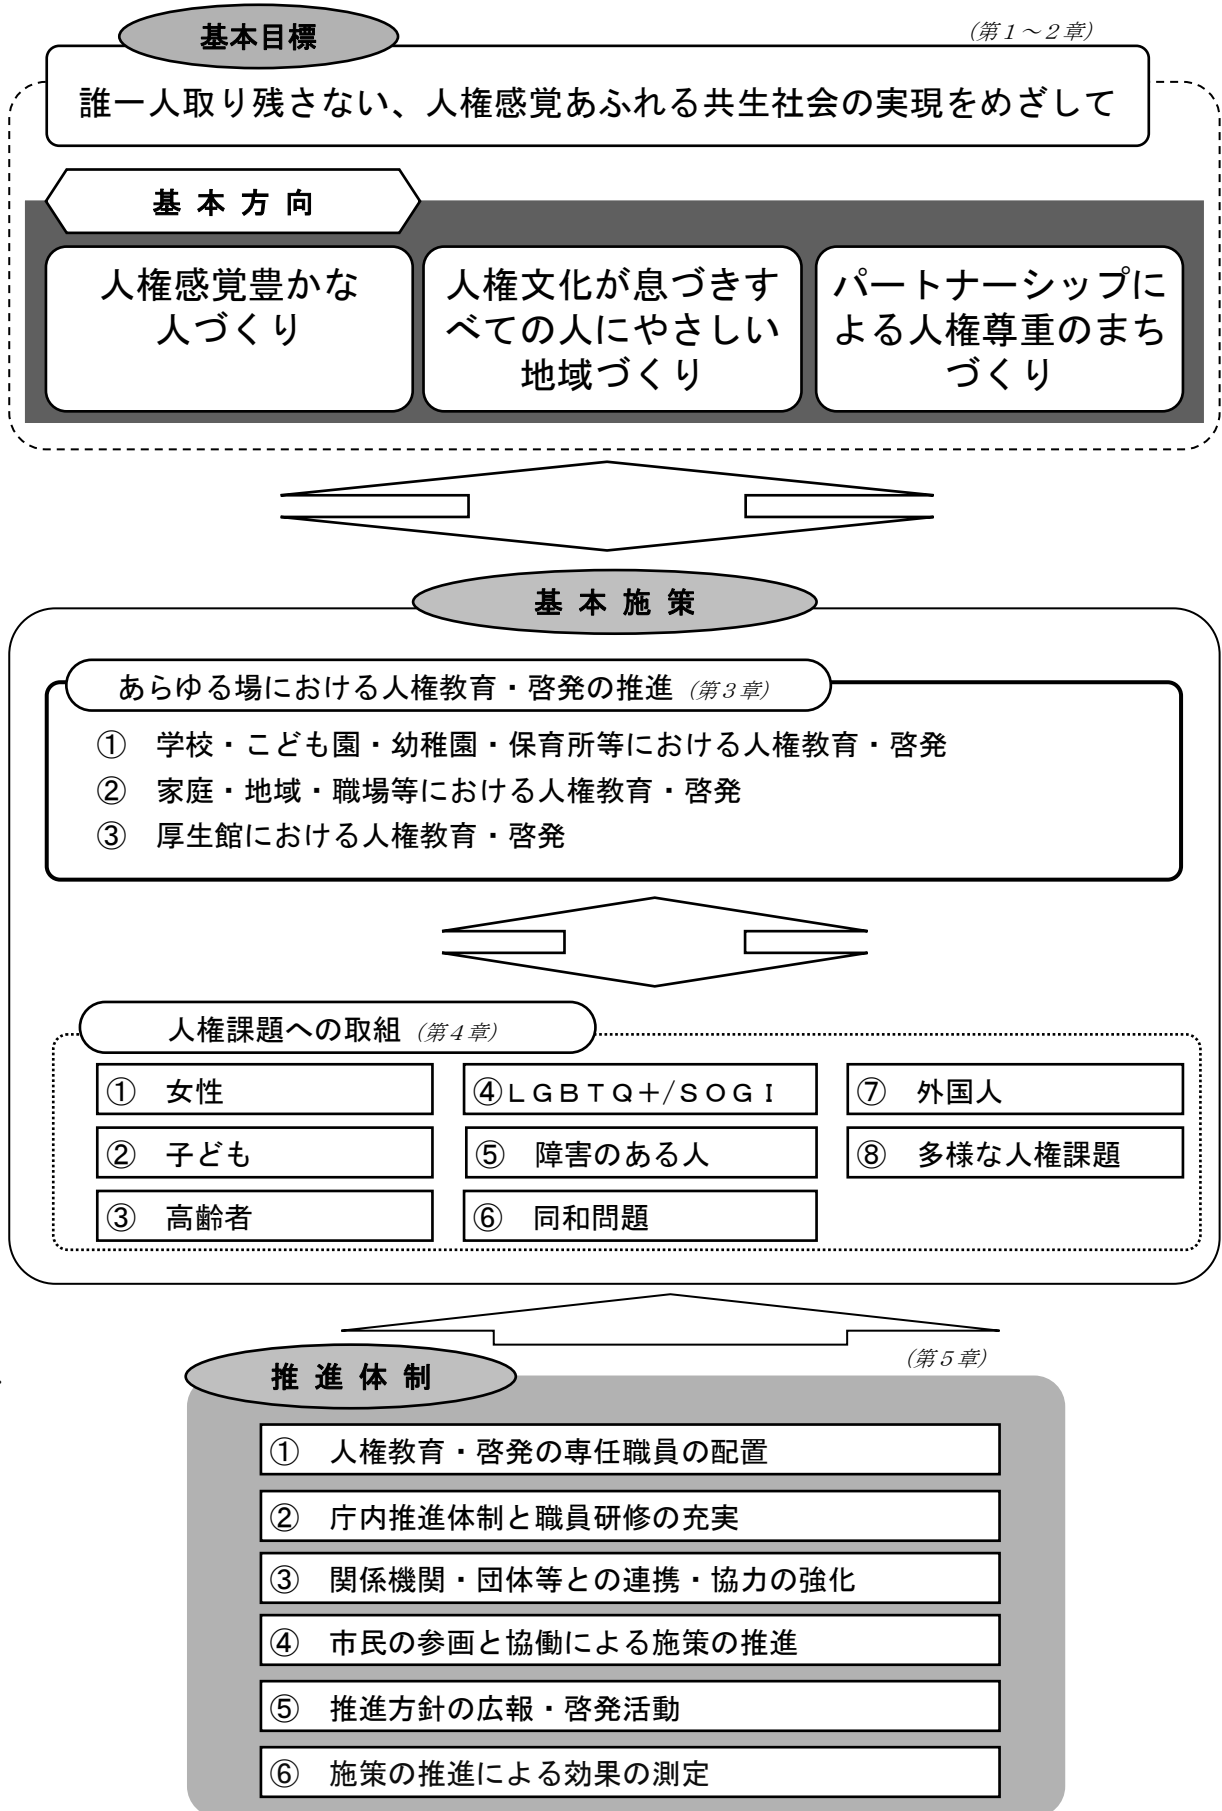 基本目標
(第1～2章)
誰一人取り残さない、人権感覚あふれる共生社会の実現をめざして
基本方向
人権感覚豊かな
人づくり
人権文化が息づきす
べての人にやさしい
地域づくり
パートナーシップに
よる人権尊重のまち
づくり
基本施策
あらゆる場における人権教育・啓発の推進 (第3章)
① 学校・こども園・幼稚園・保育所等における人権教育・啓発
② 家庭・地域・職場等における人権教育・啓発
③ 厚生館における人権教育・啓発
人権課題への取組 (第4章)
① 女性
② 子ども
③ 高齢者
④ＬＧＢＴＱ＋/ＳＯＧＩ
⑤ 障害のある人
⑥ 同和問題
⑦ 外国人
⑧ 多様な人権課題
(第5章)
推進体制
① 人権教育・啓発の専任職員の配置
② 庁内推進体制と職員研修の充実
③ 関係機関・団体等との連携・協力の強化
④ 市民の参画と協働による施策の推進
⑤ 推進方針の広報・啓発活動
⑥ 施策の推進による効果の測定